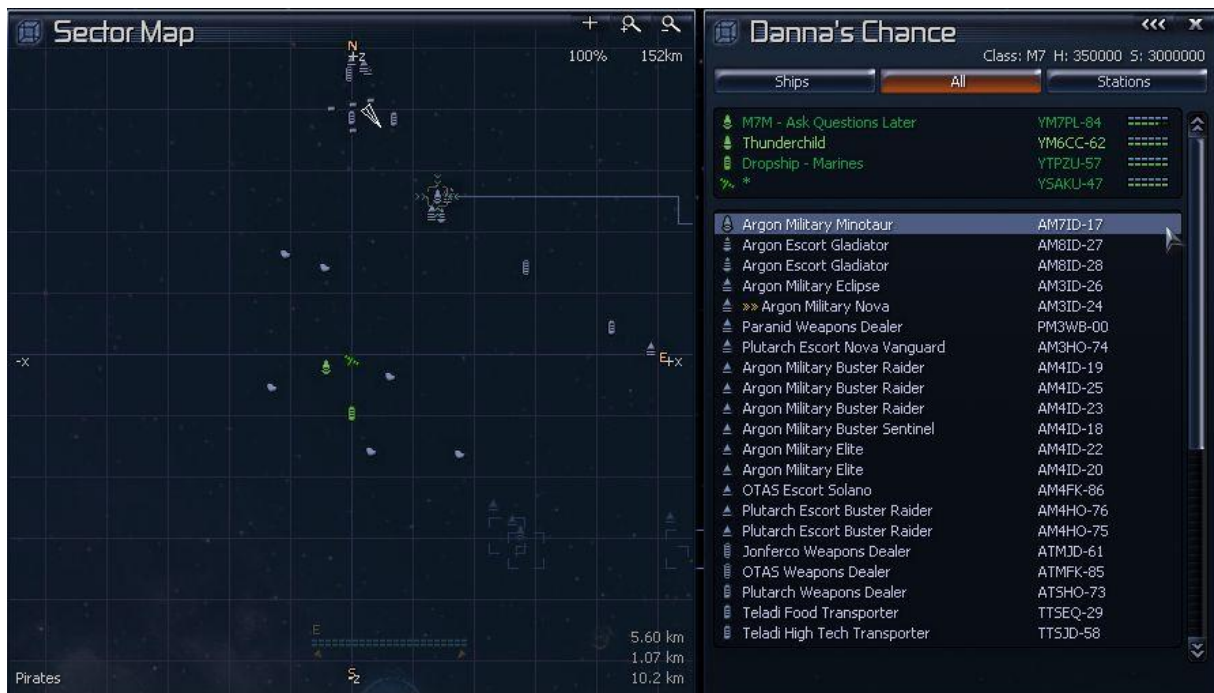 Sector Map
100% 152km
N
+z
-x
E
+x
E
5.60 km
1.07 km
10.2 km
S
-z
Pirates
Danna's Chance
<<< X
Class: M7 H: 350000 S: 3000000
Ships All Stations
M7M - Ask Questions Later YM7PL-84
Thunderchild YM6CC-62
Dropship - Marines YTPZU-57
* YSAKU-47
Argon Military Minotaur AM7ID-17
Argon Escort Gladiator AM8ID-27
Argon Escort Gladiator AM8ID-28
Argon Military Eclipse AM3ID-26
»» Argon Military Nova AM3ID-24
Paranid Weapons Dealer PM3WB-00
Plutarch Escort Nova Vanguard AM3HO-74
Argon Military Buster Raider AM4ID-19
Argon Military Buster Raider AM4ID-25
Argon Military Buster Raider AM4ID-23
Argon Military Buster Sentinel AM4ID-18
Argon Military Elite AM4ID-22
Argon Military Elite AM4ID-20
OTAS Escort Solano AM4FK-86
Plutarch Escort Buster Raider AM4HO-76
Plutarch Escort Buster Raider AM4HO-75
Jonferco Weapons Dealer ATMJD-61
OTAS Weapons Dealer ATMFK-85
Plutarch Weapons Dealer ATSHO-73
Teladi Food Transporter TTSEQ-29
Teladi High Tech Transporter TTSJD-58